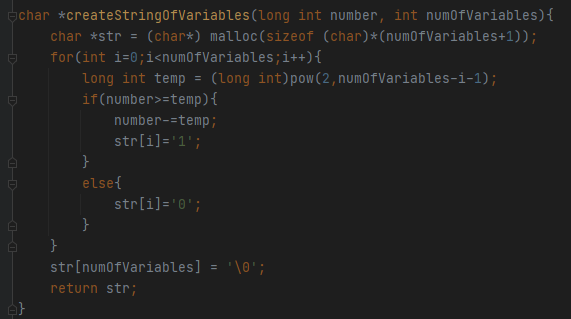 char *createStringOfVariables(long int number, int numOfVariables){
    char *str = (char*) malloc(sizeof (char)*(numOfVariables+1));
    for(int i=0;i<numOfVariables;i++){
        long int temp = (long int)pow(2,numOfVariables-i-1);
        if(number>=temp){
            number-=temp;
            str[i]='1';
        }
        else{
            str[i]='0';
        }
    }
    str[numOfVariables] = '\0';
    return str;
}